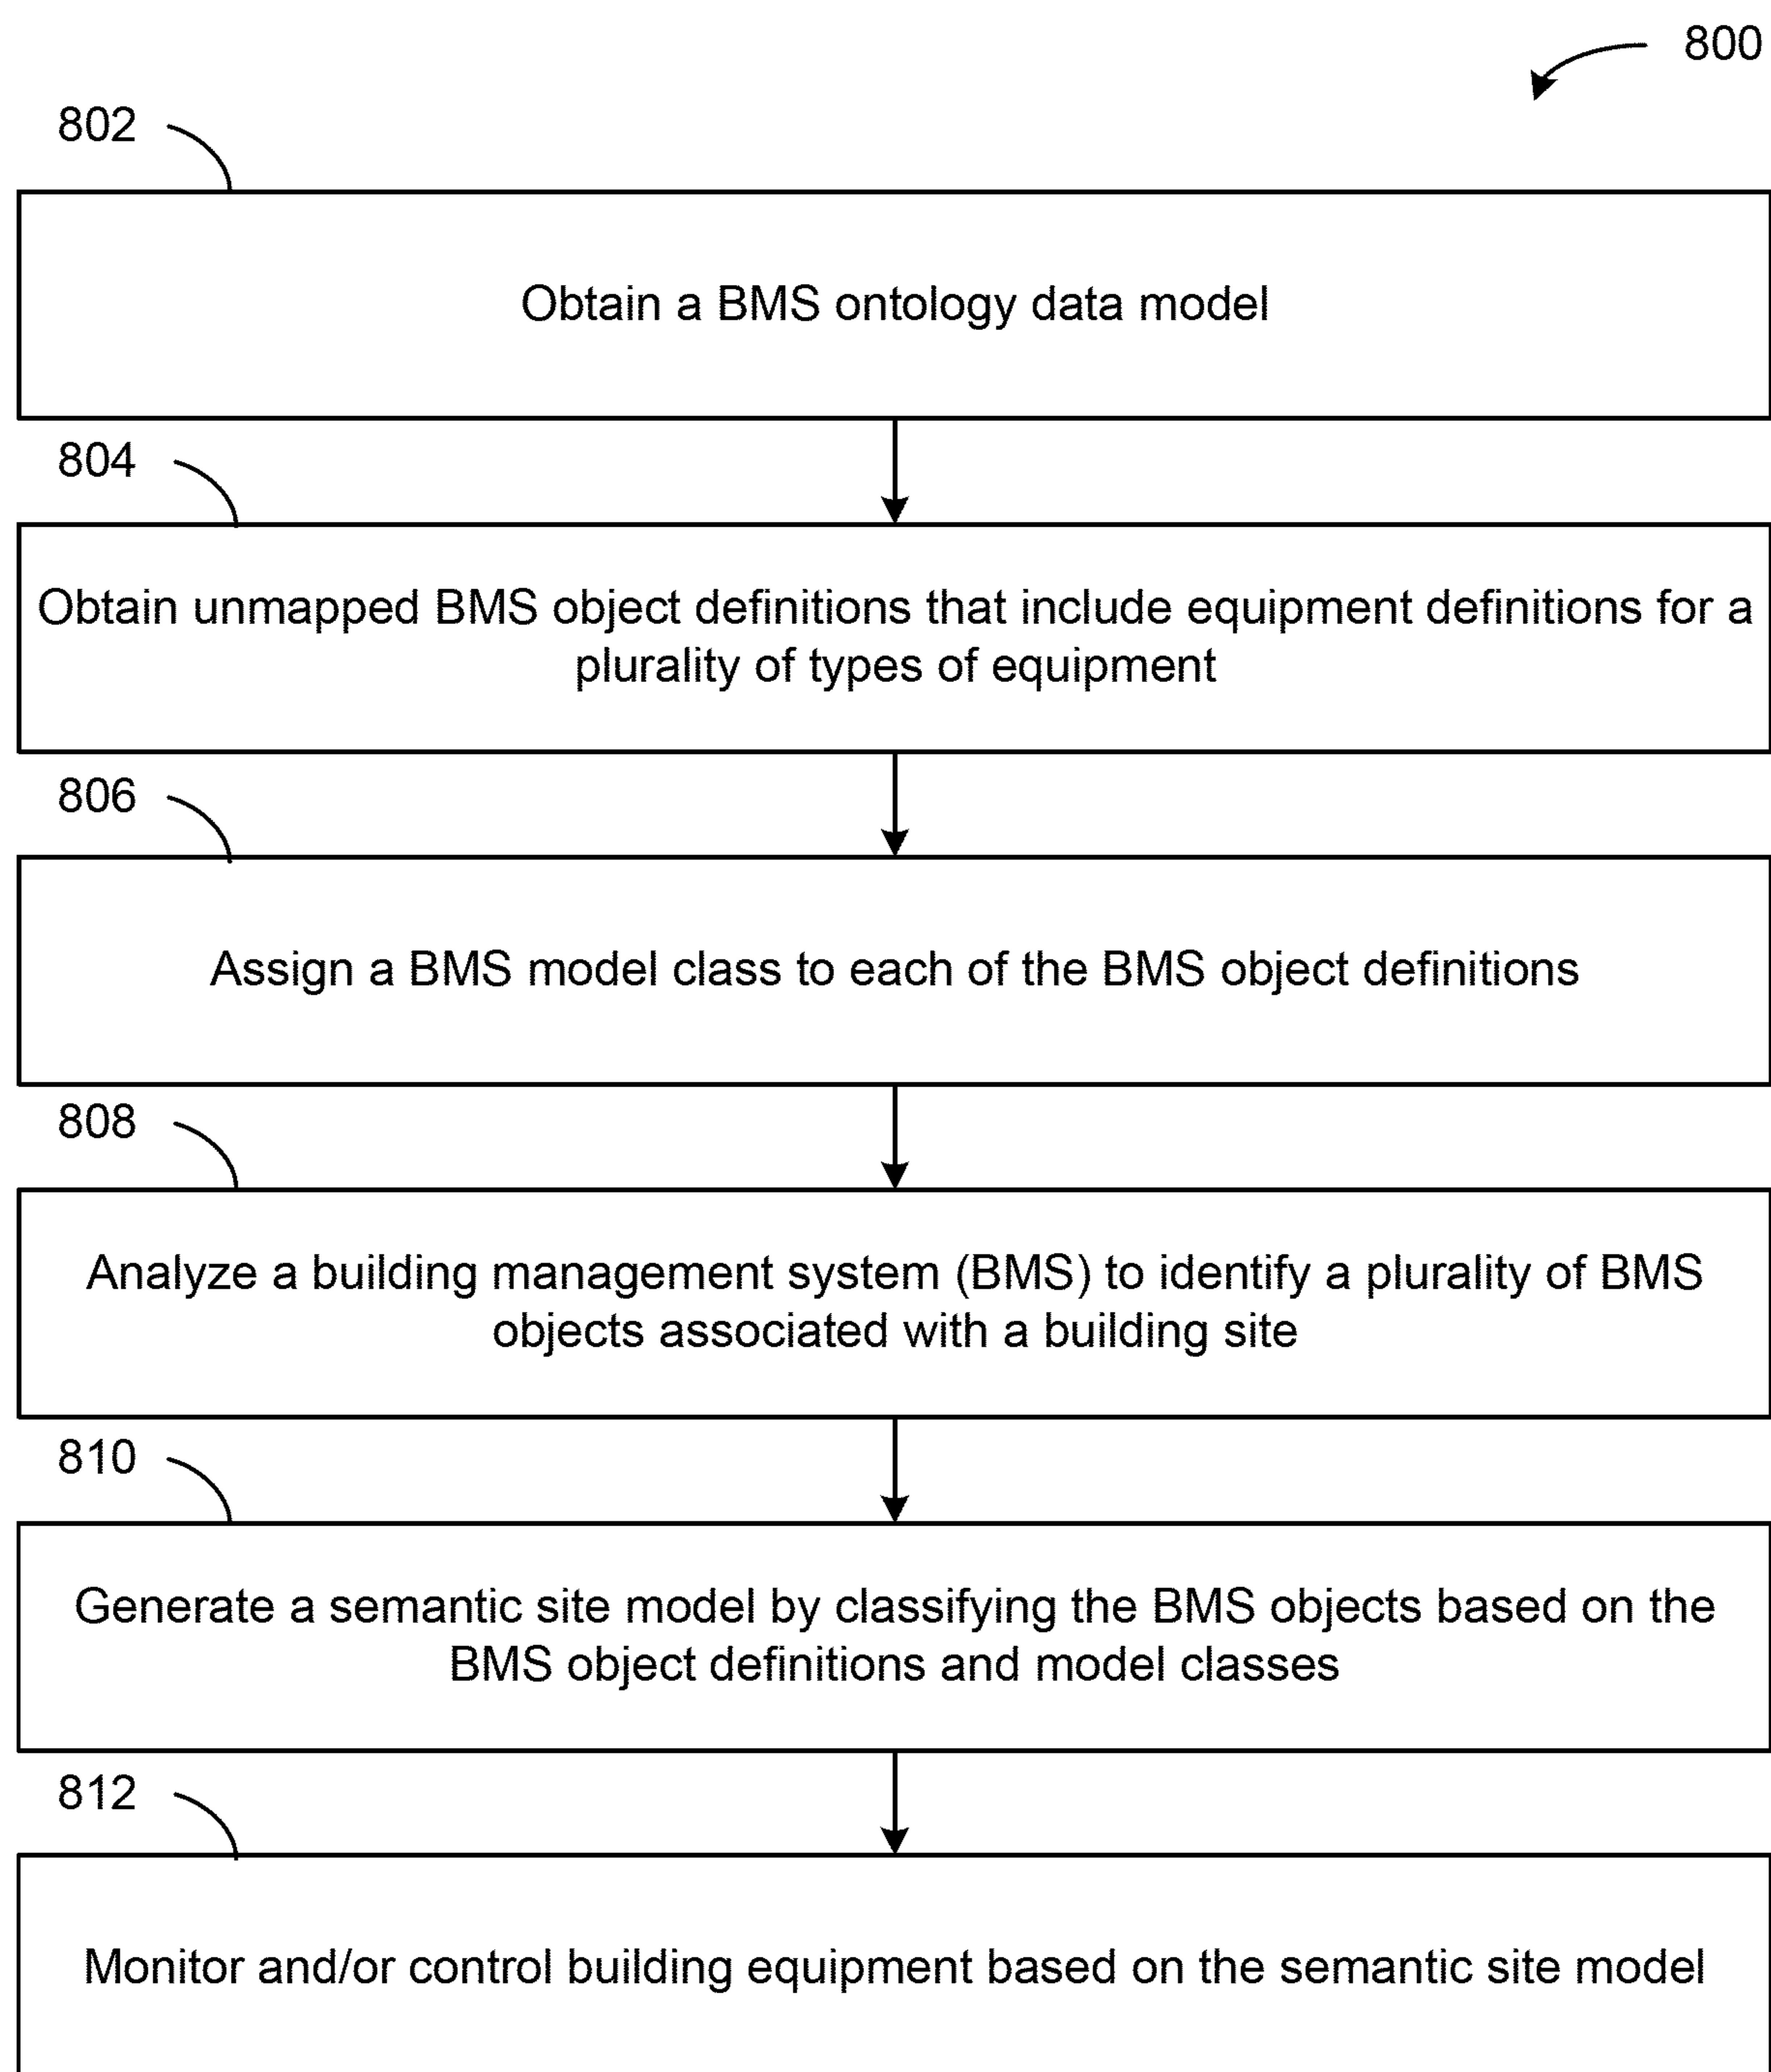 800
802
Obtain a BMS ontology data model
804
Obtain unmapped BMS object definitions that include equipment definitions for a
plurality of types of equipment
806
Assign a BMS model class to each of the BMS object definitions
808
Analyze a building management system (BMS) to identify a plurality of BMS
objects associated with a building site
810
Generate a semantic site model by classifying the BMS objects based on the
BMS object definitions and model classes
812
Monitor and/or control building equipment based on the semantic site model